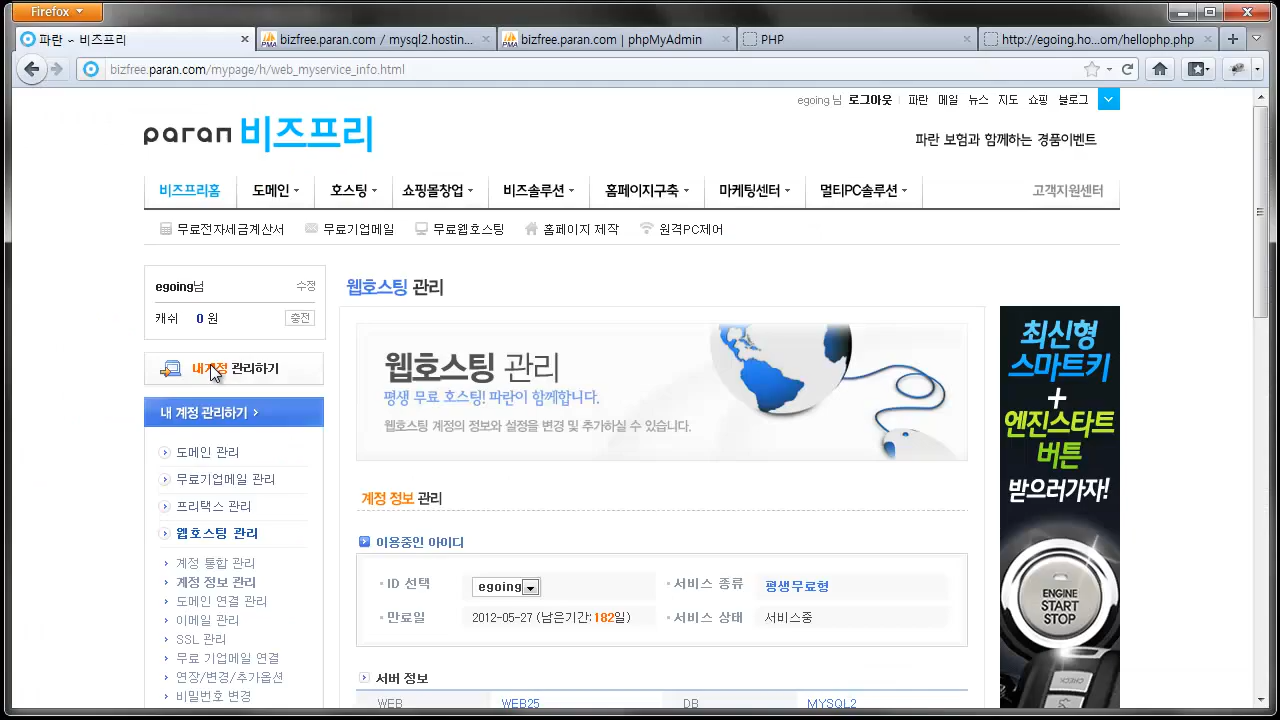 Firefox
파란 - 비즈프리
bizfree.paran.com / mysql2.hostin...
bizfree.paran.com | phpMyAdmin
PHP
http://egoing.ho...om/hellophp.php
bizfree.paran.com/mypage/h/web_myservice_info.html
egoing 님 로그아웃 파란 메일 뉴스 지도 쇼핑 블로그
paran 비즈프리
파란 보험과 함께하는 경품이벤트
비즈프리홈 도메인 호스팅 쇼핑몰창업 비즈솔루션 홈페이지구축 마케팅센터 멀티PC솔루션 고객지원센터
무료전자세금계산서 무료기업메일 무료웹호스팅 홈페이지 제작 원격PC제어
egoing님 수정
캐쉬 0 원 충전
내계정 관리하기
내 계정 관리하기
도메인 관리
무료기업메일 관리
프리택스 관리
웹호스팅 관리
계정 통합 관리
계정 정보 관리
도메인 연결 관리
이메일 관리
SSL 관리
무료 기업메일 연결
연장/변경/추가옵션
비밀번호 변경
웹호스팅 관리
웹호스팅 관리
평생 무료 호스팅! 파란이 함께합니다.
웹호스팅 계정의 정보와 설정을 변경 및 추가하실 수 있습니다.
계정 정보 관리
이용중인 아이디
ID 선택 egoing 서비스 종류 평생무료형
만료일 2012-05-27 (남은기간: 182일) 서비스 상태 서비스중
서버 정보
WEB WEB25 DB MYSQL2
최신형
스마트키
+
엔진스타트
버튼
받으러가자!
ENGINE
START
STOP